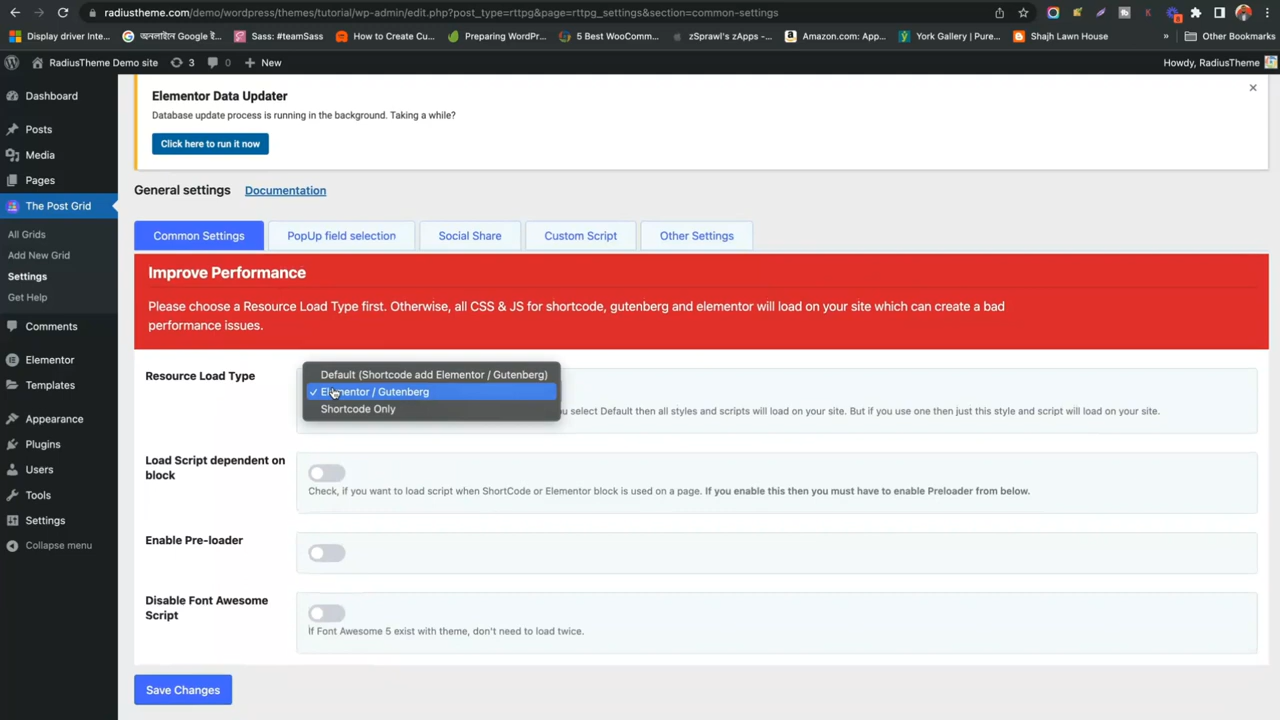 radiustheme.com/demo/wordpress/themes/tutorial/wp-admin/edit.php?post_type=rttpg&page=rttpg_settings&section=common-settings
Display driver Inte...
অনলাইনে Google ই...
Sass: #teamSass
How to Create Cu...
Preparing WordPr...
5 Best WooComm...
zSprawl's zApps -...
Amazon.com: App...
York Gallery | Pure...
Shajh Lawn House
»
Other Bookmarks
RadiusTheme Demo site
3
0
+ New
Howdy, RadiusTheme
Dashboard
Posts
Media
Pages
The Post Grid
All Grids
Add New Grid
Settings
Get Help
Comments
Elementor
Templates
Appearance
Plugins
Users
Tools
Settings
Collapse menu
Elementor Data Updater
Database update process is running in the background. Taking a while?
Click here to run it now
General settings Documentation
Common Settings
PopUp field selection
Social Share
Custom Script
Other Settings
Improve Performance
Please choose a Resource Load Type first. Otherwise, all CSS & JS for shortcode, gutenberg and elementor will load on your site which can create a bad
performance issues.
Resource Load Type
Default (Shortcode add Elementor / Gutenberg)
✓ Elementor / Gutenberg
Shortcode Only
select Default then all styles and scripts will load on your site. But if you use one then just this style and script will load on your site.
Load Script dependent on
block
Check, if you want to load script when ShortCode or Elementor block is used on a page. If you enable this then you must have to enable Preloader from below.
Enable Pre-loader
Disable Font Awesome
Script
If Font Awesome 5 exist with theme, don't need to load twice.
Save Changes